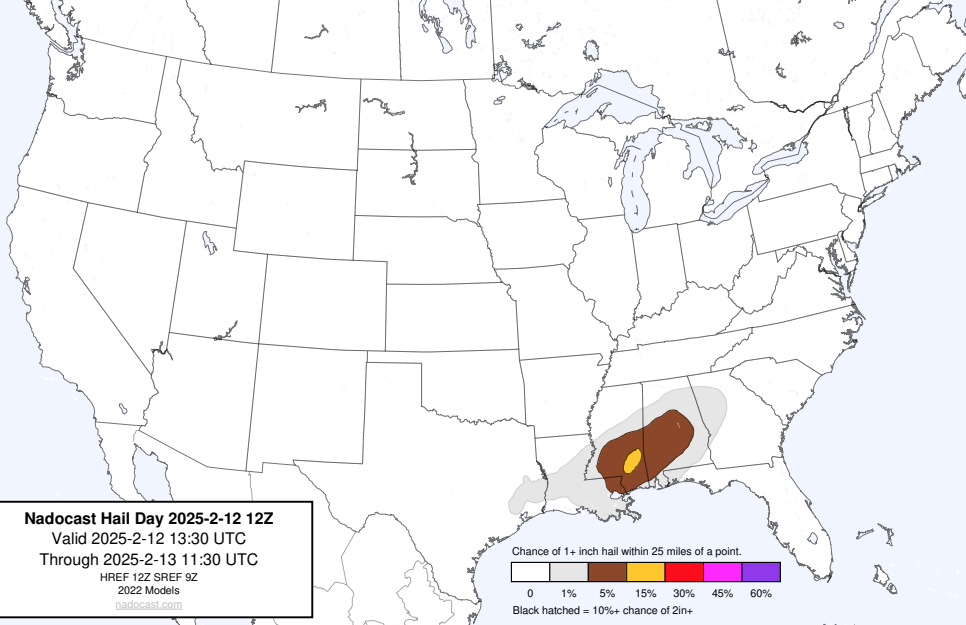 Nadocast Hail Day 2025-2-12 12Z
Valid 2025-2-12 13:30 UTC
Through 2025-2-13 11:30 UTC
HREF 12Z SREF 9Z
2022 Models
nadocast.com
Chance of 1+ inch hail within 25 miles of a point.
0 1% 5% 15% 30% 45% 60%
Black hatched = 10%+ chance of 2in+